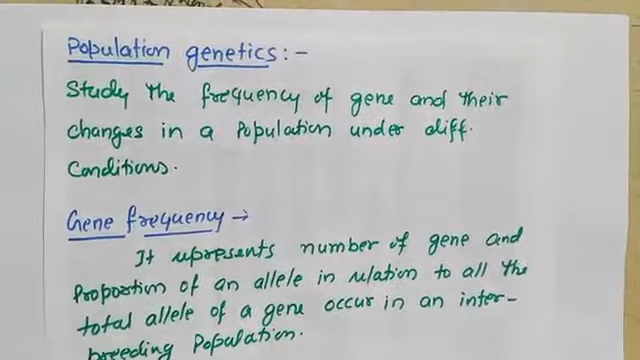 Population genetics:-
Study The frequency of gene and their
changes in a Population under diff.
Conditions.
Gene frequency →
It represents number of gene and
Proportion of an allele in relation to all the
total allele of a gene occur in an inter-
breeding Population.